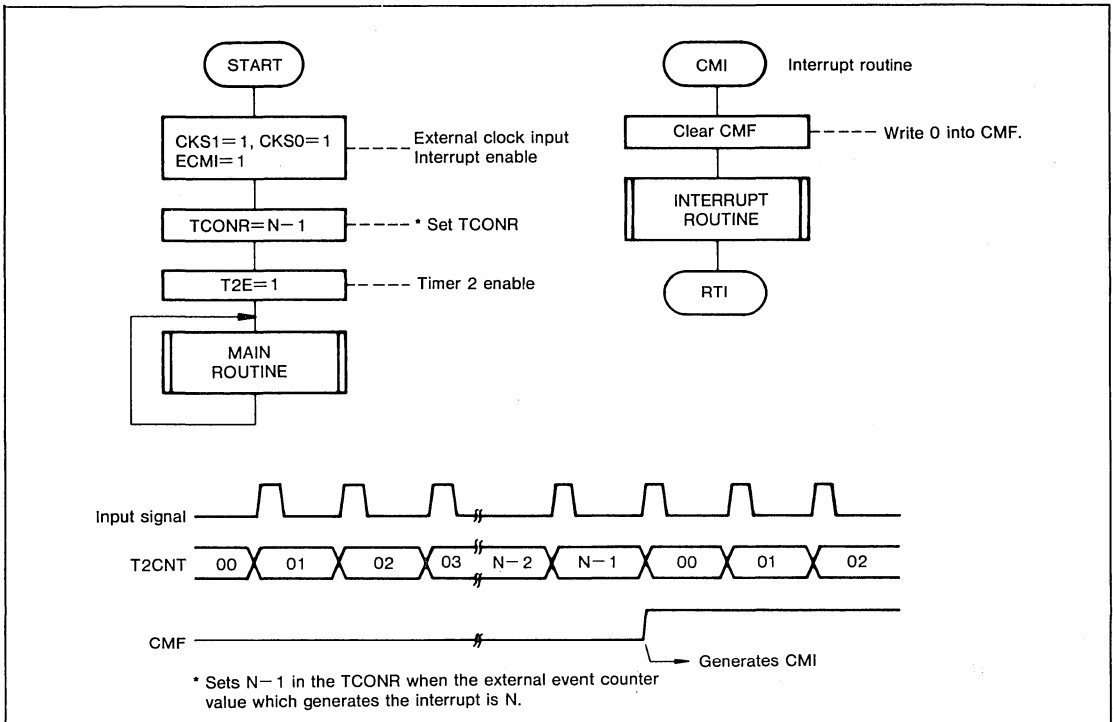 START
CKS1=1, CKS0=1
ECMI=1
External clock input
Interrupt enable
TCONR=N−1
* Set TCONR
T2E=1
Timer 2 enable
MAIN
ROUTINE
CMI
Interrupt routine
Clear CMF
Write 0 into CMF.
INTERRUPT
ROUTINE
RTI
Input signal
T2CNT 00 01 02 03 N−2 N−1 00 01 02
CMF
Generates CMI
* Sets N−1 in the TCONR when the external event counter
value which generates the interrupt is N.